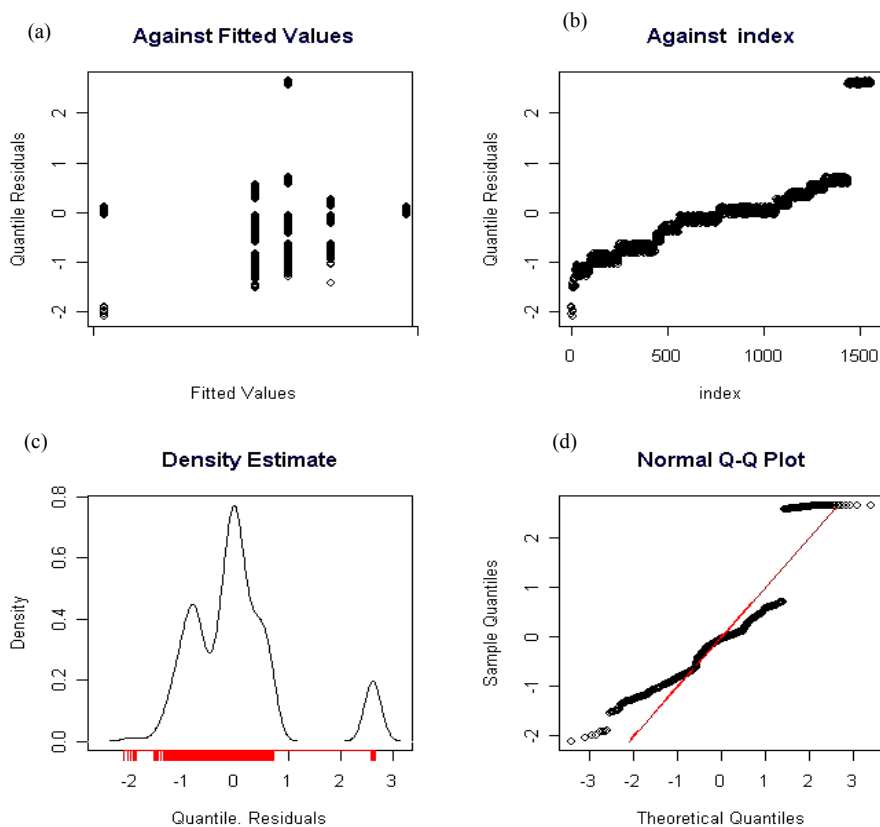 (a)
Against Fitted Values
Quantile Residuals
2
1
0
-1
-2
Fitted Values
(b)
Against index
Quantile Residuals
2
1
0
-1
-2
0 500 1000 1500
index
(c)
Density Estimate
Density
0.8
0.6
0.4
0.2
0.0
-2 -1 0 1 2 3
Quantile. Residuals
(d)
Normal Q-Q Plot
Sample Quantiles
2
1
0
-1
-2
-3 -2 -1 0 1 2 3
Theoretical Quantiles